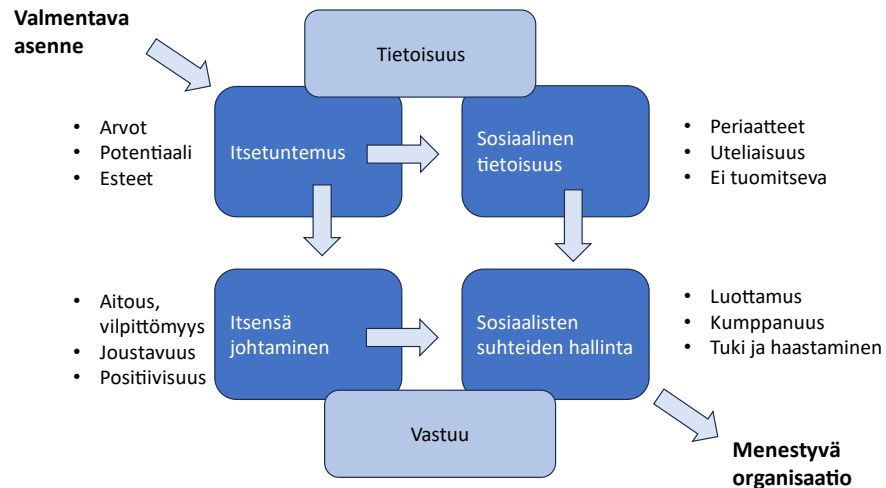 Valmentava
asenne
Tietoisuus
• Arvot
• Potentiaali
• Esteet
Itsetuntemus
Sosiaalinen
tietoisuus
• Periaatteet
• Uteliaisuus
• Ei tuomitseva
• Aitous,
vilpittömyys
• Joustavuus
• Positiivisuus
Itsensä
johtaminen
Sosiaalisten
suhteiden hallinta
• Luottamus
• Kumppanuus
• Tuki ja haastaminen
Vastuu
Menestyvä
organisaatio